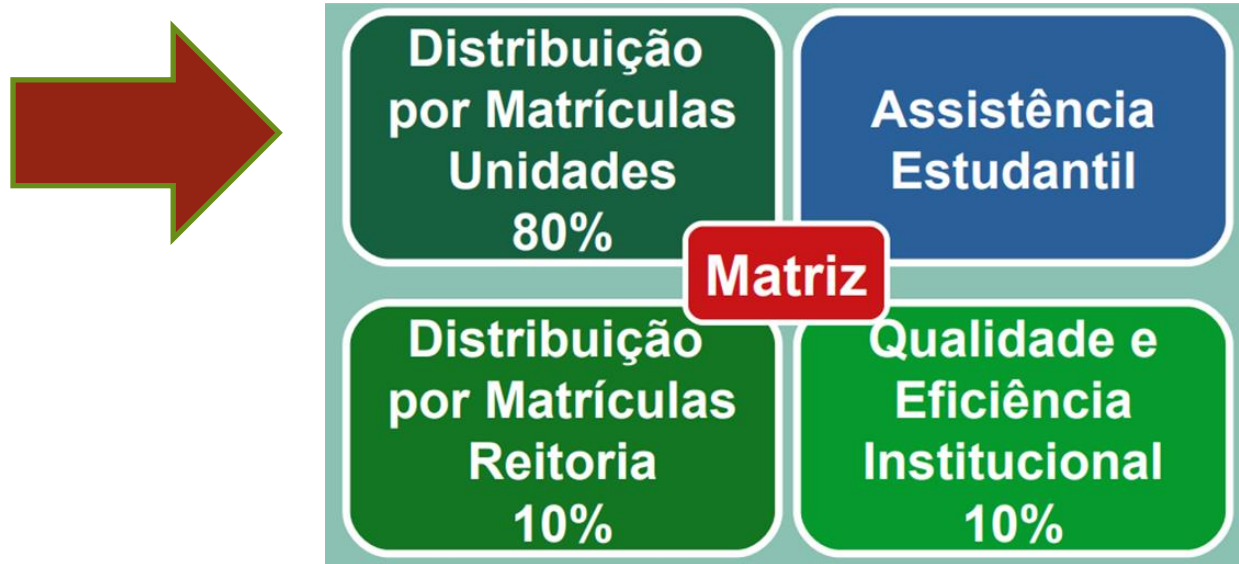 Distribuição
por Matrículas
Unidades
80%
Assistência
Estudantil
Matriz
Distribuição
por Matrículas
Reitoria
10%
Qualidade e
Eficiência
Institucional
10%